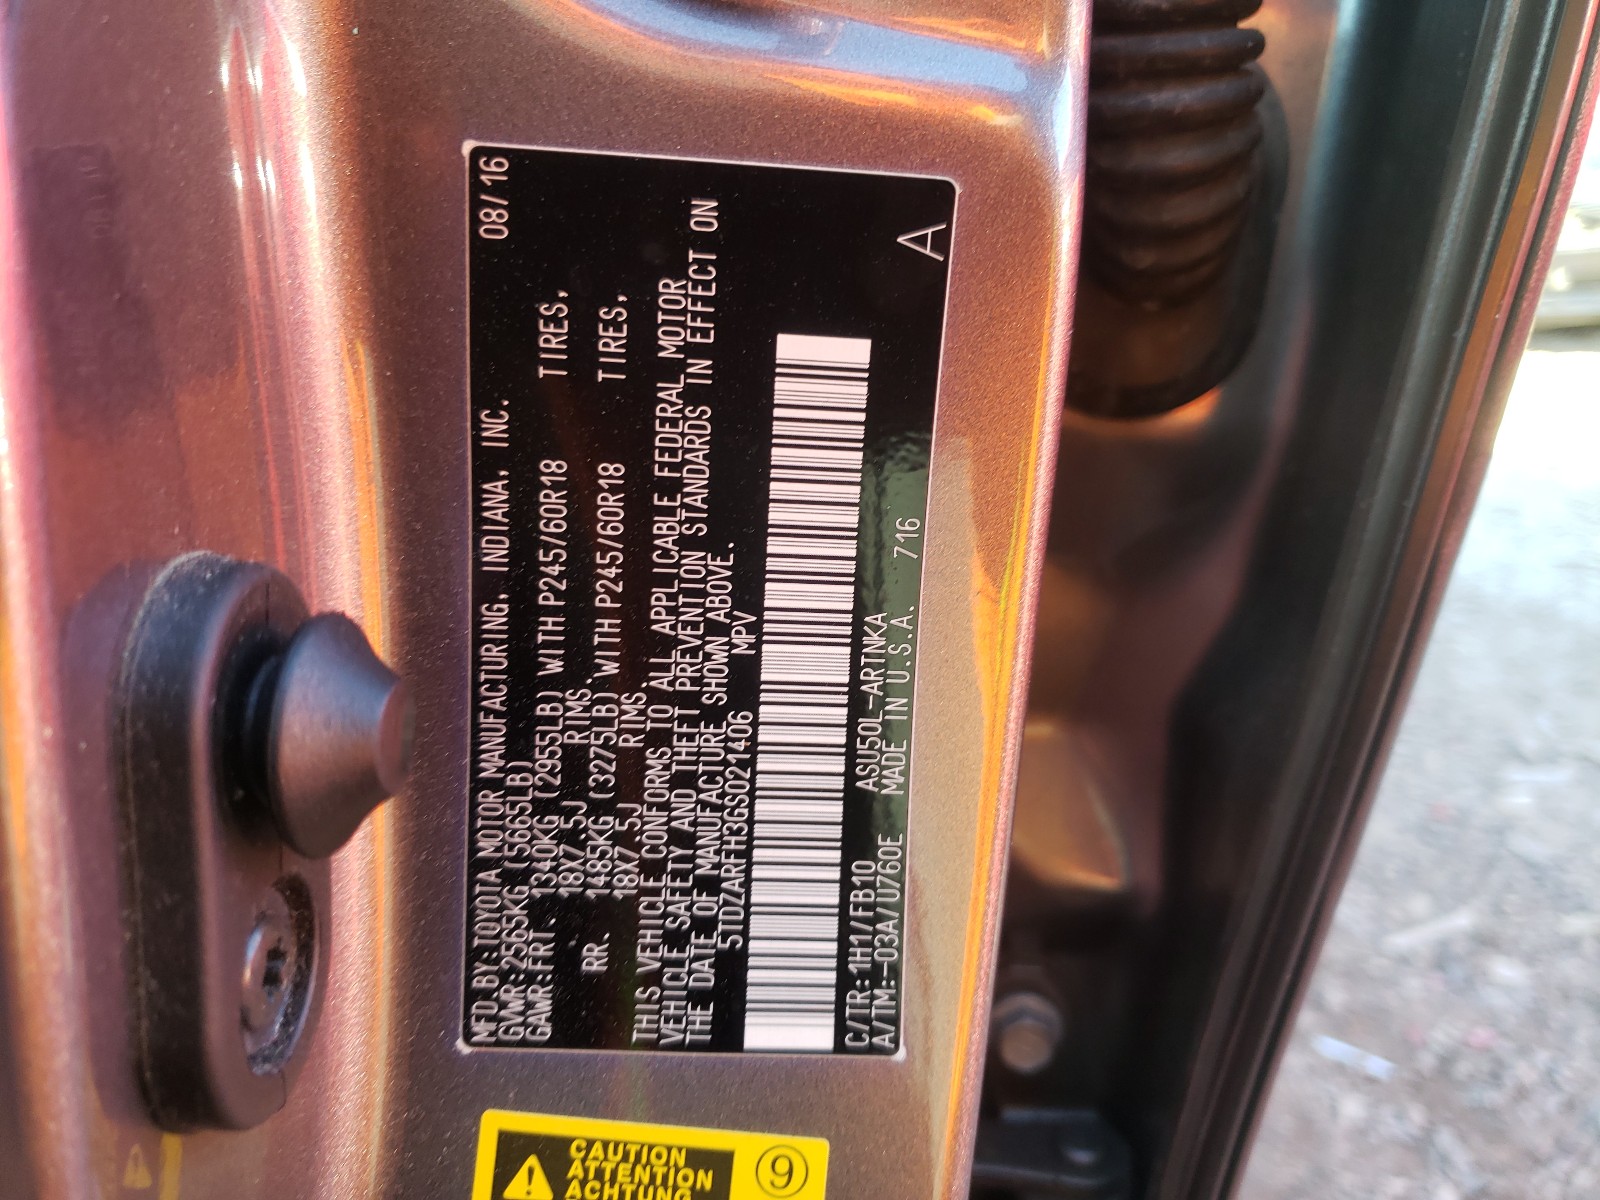 MFD BY:TOYOTA MOTOR MANUFACTURING, INDIANA, INC. 08/16
GVWR:2565KG (5665LB)
GAWR:FRT. 1340KG (2955LB) WITH P245/60R18 TIRES,
18X7.5J RIMS.
RR. 1485KG (3275LB) WITH P245/60R18 TIRES,
18X7.5J RIMS.
THIS VEHICLE CONFORMS TO ALL APPLICABLE FEDERAL MOTOR
VEHICLE SAFETY AND THEFT PREVENTION STANDARDS IN EFFECT ON
THE DATE OF MANUFACTURE SHOWN ABOVE.
5TDZARFH3GS021406 MPV
C/TR:1H1/FB10 ASU50L-ARTNKA
A/TM:-03A/U760E MADE IN U.S.A. 716
A
CAUTION
ATTENTION
ACHTUNG
9